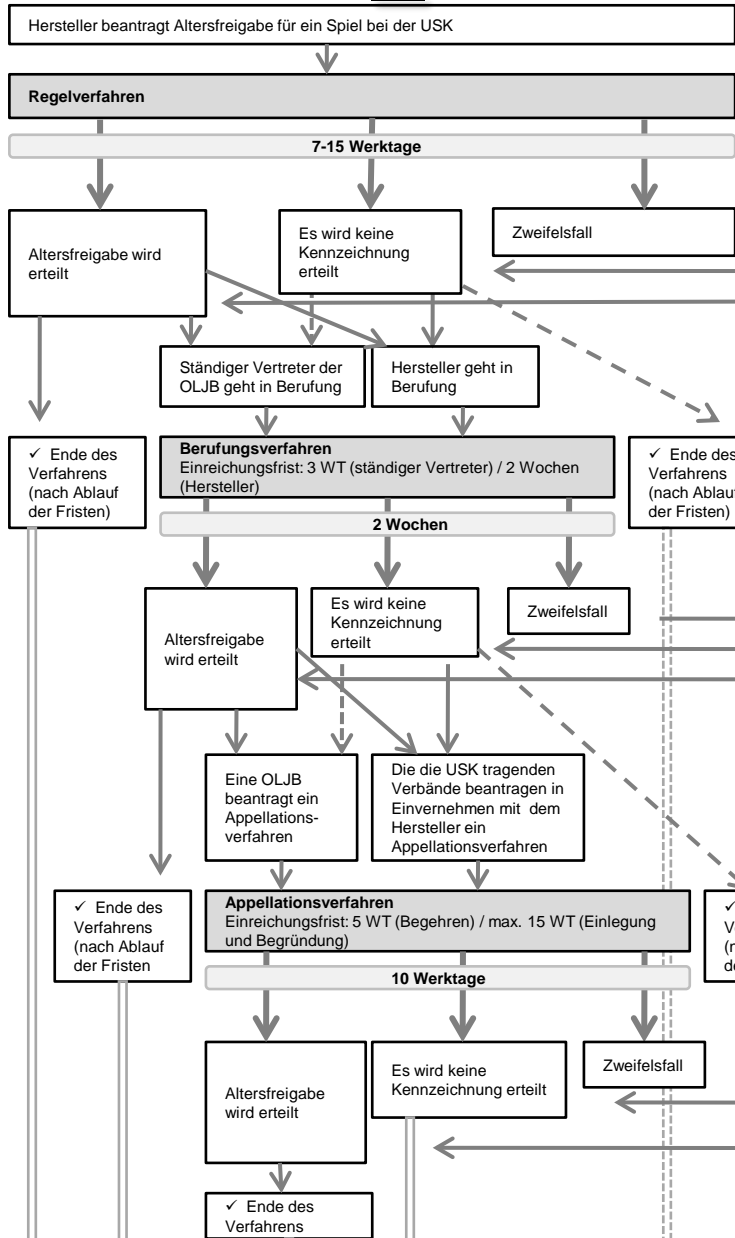 Hersteller beantragt Altersfreigabe für ein Spiel bei der USK
Regelverfahren
7-15 Werktage
Altersfreigabe wird
erteilt
Es wird keine
Kennzeichnung
erteilt
Zweifelsfall
Ständiger Vertreter der
OLJB geht in Berufung
Hersteller geht in
Berufung
✓ Ende des
Verfahrens
(nach Ablauf
der Fristen)
Berufungsverfahren
Einreichungsfrist: 3 WT (ständiger Vertreter) / 2 Wochen
(Hersteller)
✓ Ende des
Verfahrens
(nach Ablauf
der Fristen)
2 Wochen
Altersfreigabe
wird erteilt
Es wird keine
Kennzeichnung
erteilt
Zweifelsfall
Eine OLJB
beantragt ein
Appellations-
verfahren
Die die USK tragenden
Verbände beantragen in
Einvernehmen mit dem
Hersteller ein
Appellationsverfahren
✓ Ende des
Verfahrens
(nach Ablauf
der Fristen
Appellationsverfahren
Einreichungsfrist: 5 WT (Begehren) / max. 15 WT (Einlegung
und Begründung)
✓
10 Werktage
Altersfreigabe
wird erteilt
Es wird keine
Kennzeichnung erteilt
Zweifelsfall
✓ Ende des
Verfahrens